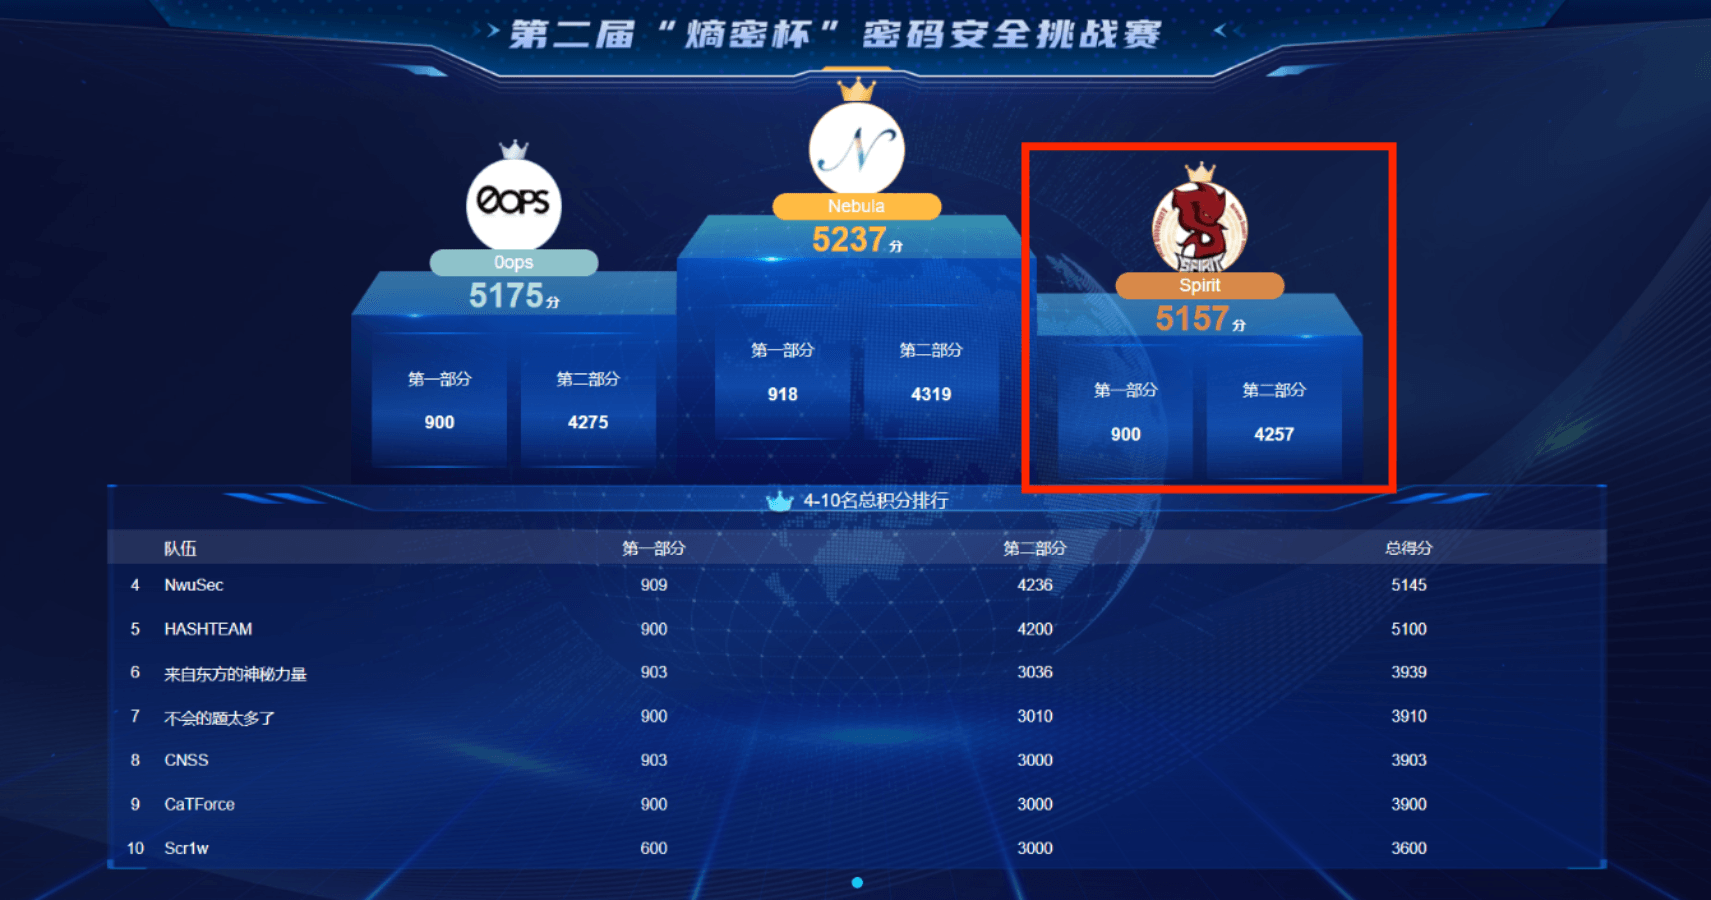 第二届“熵密杯”密码安全挑战赛
0ops
0ops
5175分
第一部分 第二部分
900 4275
N
Nebula
5237分
第一部分 第二部分
918 4319
SPIRIT
Spirit
5157分
第一部分 第二部分
900 4257
4-10名总积分排行
队伍 第一部分 第二部分 总得分
4 NwuSec 909 4236 5145
5 HASHTEAM 900 4200 5100
6 来自东方的神秘力量 903 3036 3939
7 不会的题太多了 900 3010 3910
8 CNSS 903 3000 3903
9 CaTForce 900 3000 3900
10 Scr1w 600 3000 3600